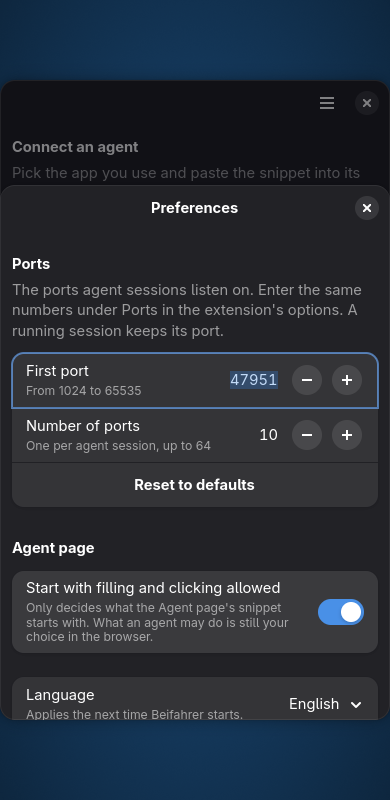 Connect an agent
Pick the app you use and paste the snippet into its
Preferences
Ports
The ports agent sessions listen on. Enter the same
numbers under Ports in the extension's options. A
running session keeps its port.
First port
From 1024 to 65535
47951
Number of ports
One per agent session, up to 64
10
Reset to defaults
Agent page
Start with filling and clicking allowed
Only decides what the Agent page's snippet
starts with. What an agent may do is still your
choice in the browser.
Language
Applies the next time Beifahrer starts.
English